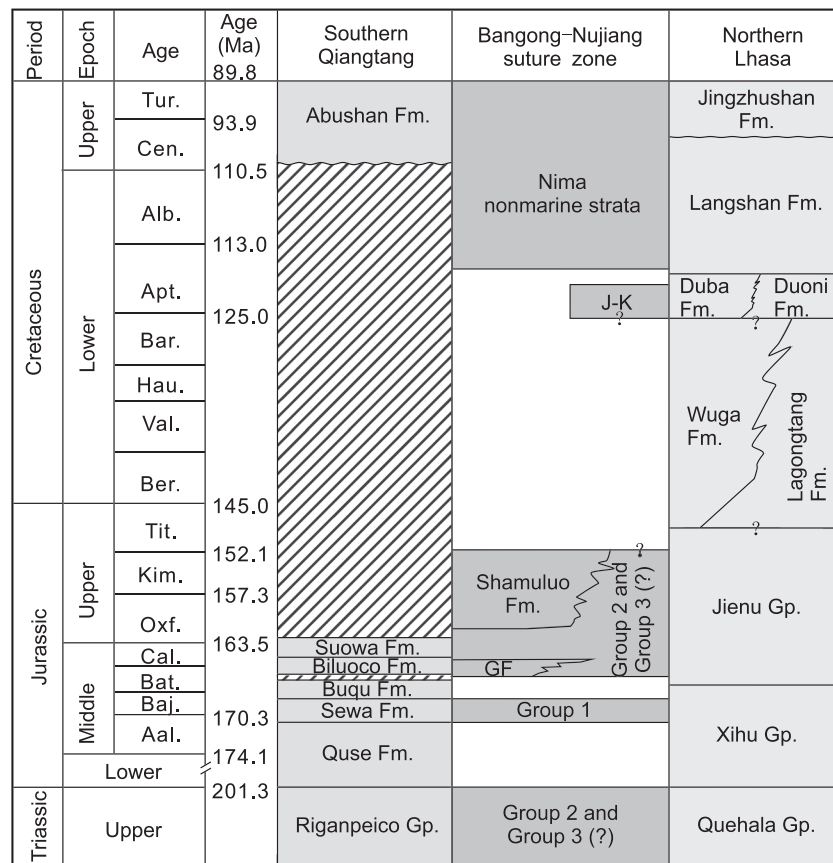 Period
Epoch
Age
Age
(Ma)
Southern
Qiangtang
Bangong–Nujiang
suture zone
Northern
Lhasa
89.8
Cretaceous
Upper
Tur.
93.9
Cen.
110.5
Abushan Fm.
Nima
nonmarine strata
Jingzhushan
Fm.
Langshan Fm.
Lower
Alb.
113.0
Apt.
125.0
Bar.
Hau.
Val.
Ber.
145.0
J-K
?
Duba
Fm.
Duoni
Fm.
?
Wuga
Fm.
Lagongtang
Fm.
?
Jurassic
Upper
Tit.
152.1
Kim.
157.3
Oxf.
163.5
?
Shamuluo
Fm.
Group 2 and
Group 3 (?)
Jienu Gp.
Middle
Cal.
Bat.
Baj.
170.3
Aal.
174.1
Lower
201.3
Suowa Fm.
Biluoco Fm.
GF
Buqu Fm.
Sewa Fm.
Group 1
Quse Fm.
Xihu Gp.
Triassic
Upper
Riganpeico Gp.
Group 2 and
Group 3 (?)
Quehala Gp.